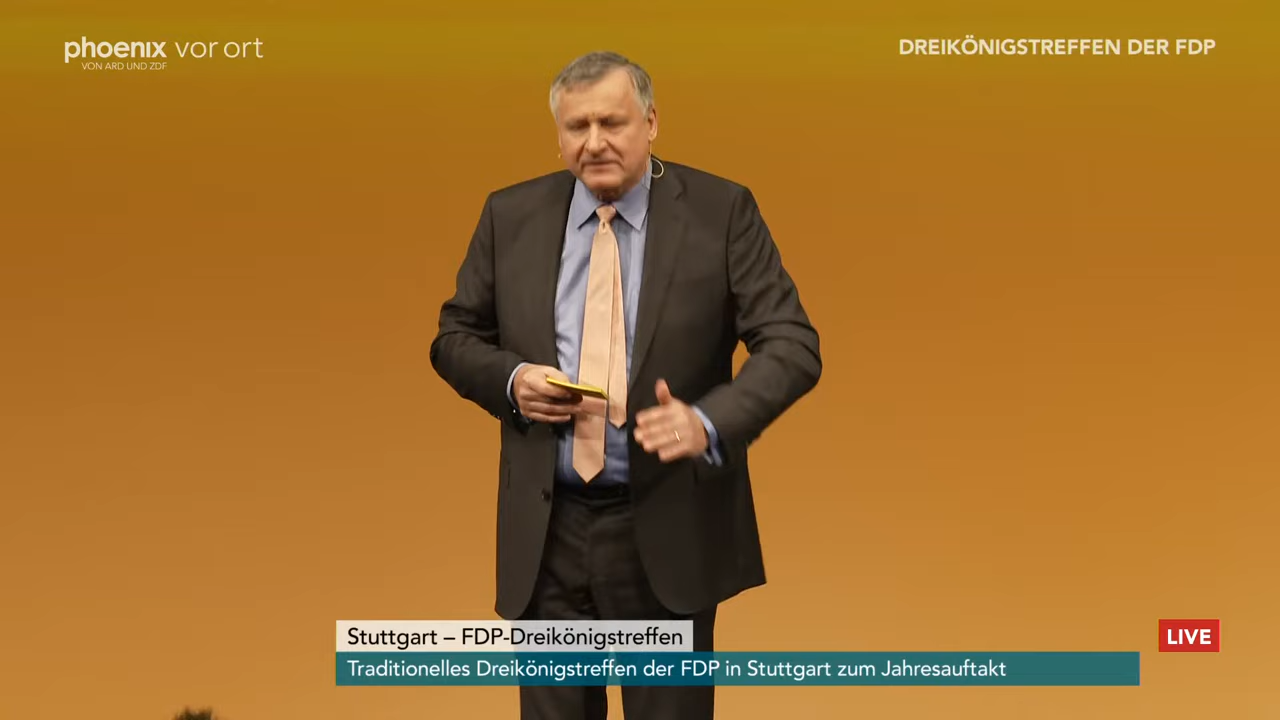 phoenix vor ort
VON ARD UND ZDF
DREIKÖNIGSTREFFEN DER FDP
Stuttgart – FDP-Dreikönigstreffen
LIVE
Traditionelles Dreikönigstreffen der FDP in Stuttgart zum Jahresauftakt